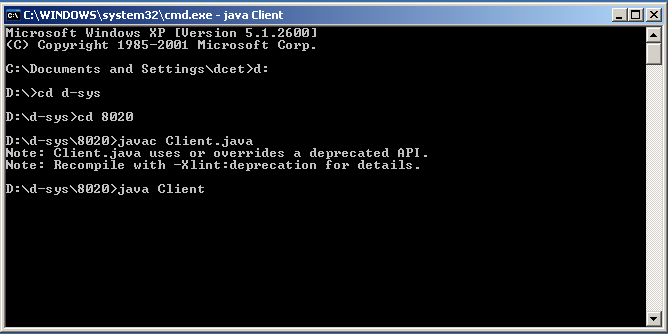 C:\WINDOWS\system32\cmd.exe - java Client
Microsoft Windows XP [Version 5.1.2600]
(C) Copyright 1985-2001 Microsoft Corp.
C:\Documents and Settings\dcet>d:
D:\>cd d-sys
D:\d-sys>cd 8020
D:\d-sys\8020>javac Client.java
Note: Client.java uses or overrides a deprecated API.
Note: Recompile with -Xlint:deprecation for details.
D:\d-sys\8020>java Client